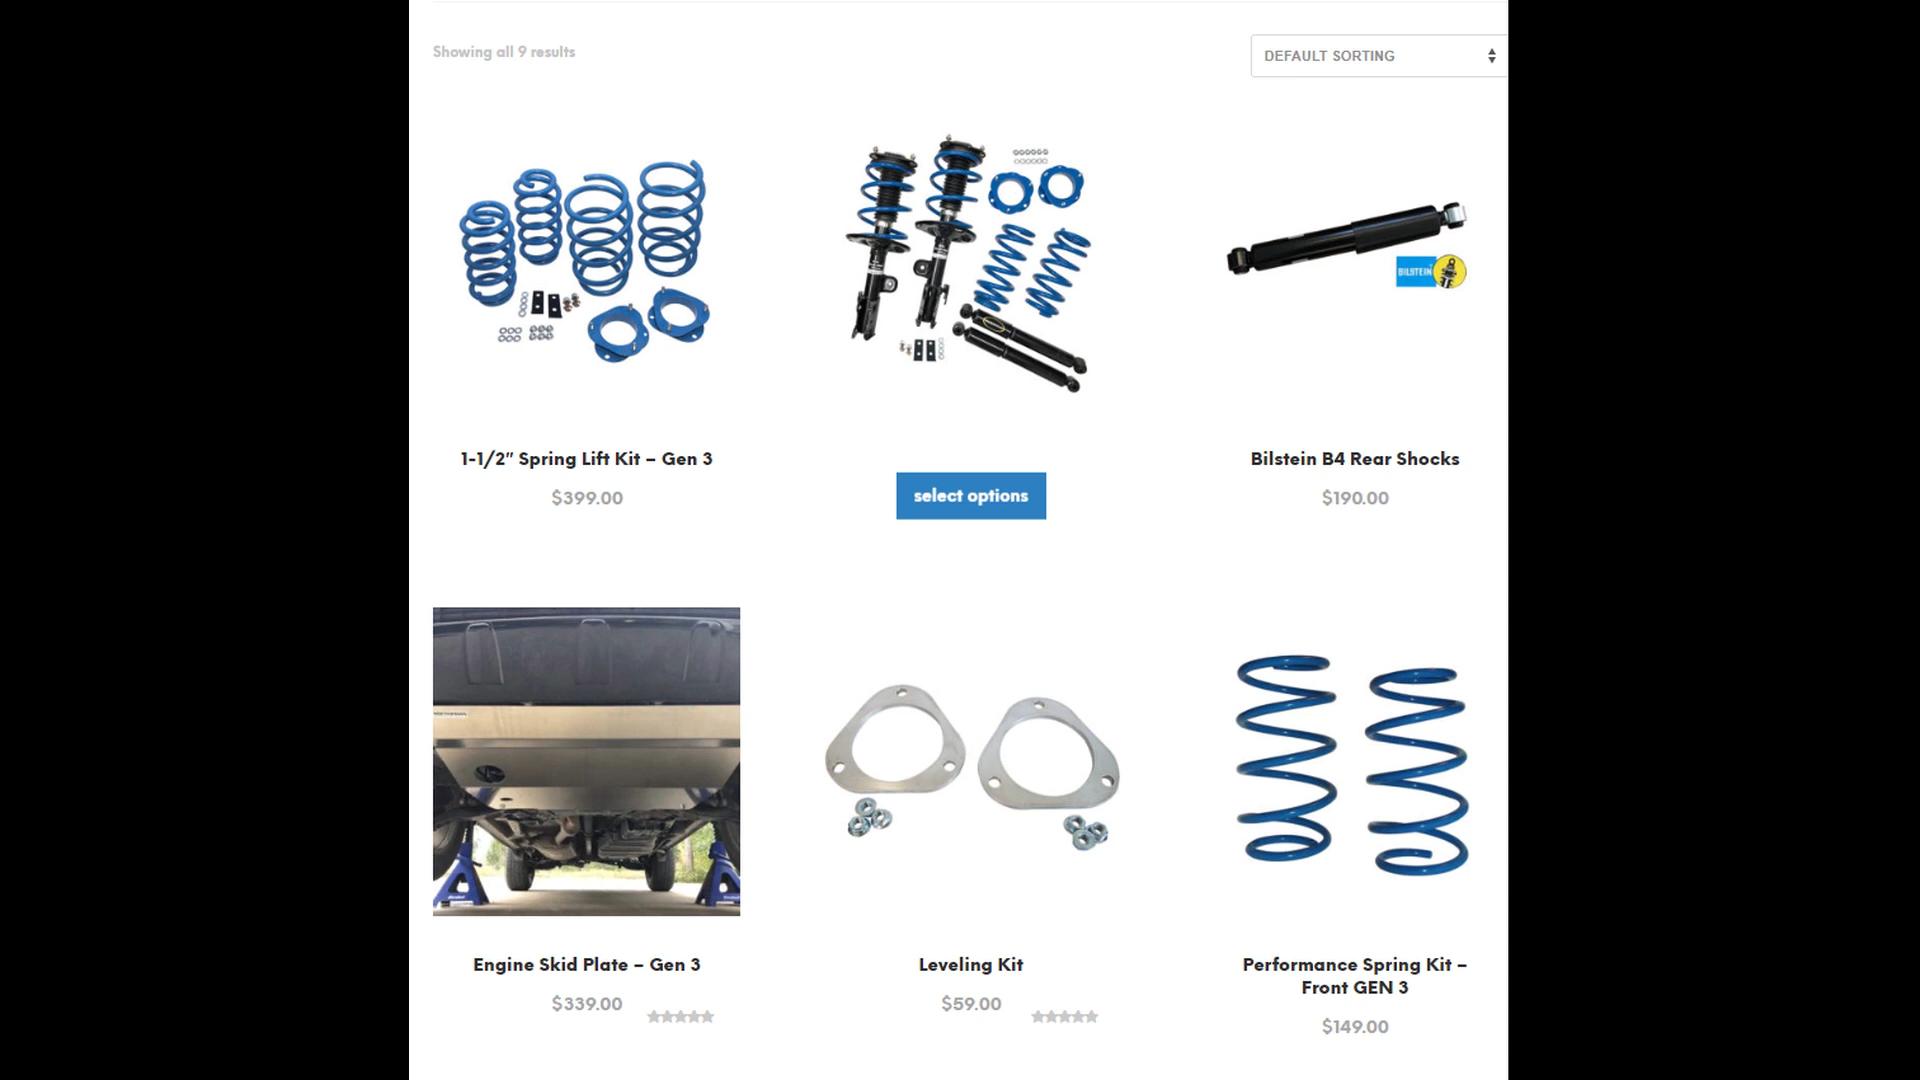 Showing all 9 results
DEFAULT SORTING
BILSTEIN
1-1/2" Spring Lift Kit – Gen 3
$399.00
select options
Bilstein B4 Rear Shocks
$190.00
Engine Skid Plate – Gen 3
$339.00
Leveling Kit
$59.00
Performance Spring Kit –
Front GEN 3
$149.00